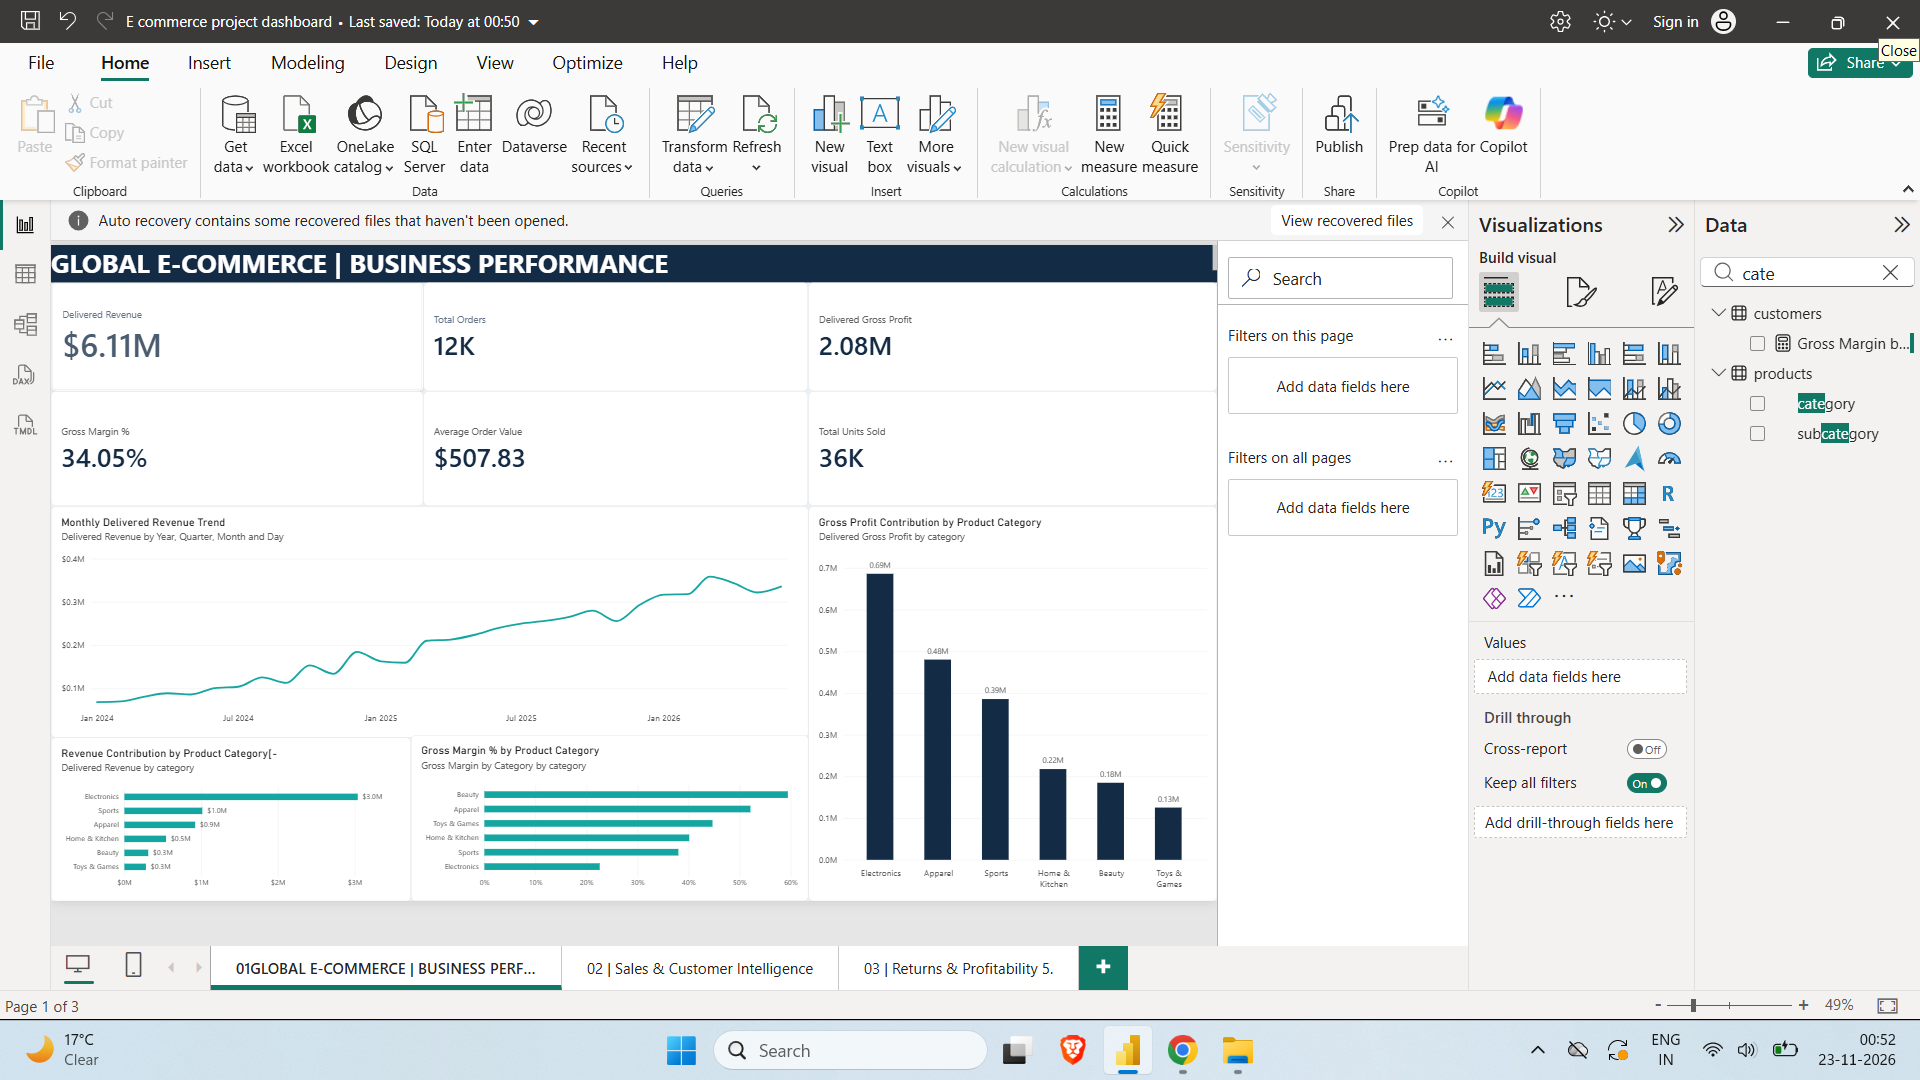 E commerce project dashboard • Last saved: Today at 00:50
Sign in
Close
File
Home
Insert
Modeling
Design
View
Optimize
Help
Share
Paste
Cut
Copy
Format painter
Clipboard
Get data
Excel workbook
OneLake catalog
SQL Server
Enter data
Dataverse
Recent sources
Data
Transform data
Refresh
Queries
New visual
Text box
More visuals
Insert
New visual calculation
New measure
Quick measure
Calculations
Sensitivity
Sensitivity
Publish
Share
Prep data for AI
Copilot
Copilot
Auto recovery contains some recovered files that haven't been opened.
View recovered files
DAX
TMDL
GLOBAL E-COMMERCE | BUSINESS PERFORMANCE
Delivered Revenue
$6.11M
Total Orders
12K
Delivered Gross Profit
2.08M
Gross Margin %
34.05%
Average Order Value
$507.83
Total Units Sold
36K
Monthly Delivered Revenue Trend
Delivered Revenue by Year, Quarter, Month and Day
$0.4M
$0.3M
$0.2M
$0.1M
Jan 2024
Jul 2024
Jan 2025
Jul 2025
Jan 2026
Gross Profit Contribution by Product Category
Delivered Gross Profit by category
0.7M
0.6M
0.5M
0.4M
0.3M
0.2M
0.1M
0.0M
0.69M
0.48M
0.39M
0.22M
0.18M
0.13M
Electronics
Apparel
Sports
Home & Kitchen
Beauty
Toys & Games
Revenue Contribution by Product Category[-
Delivered Revenue by category
Electronics
$3.0M
Sports
$1.0M
Apparel
$0.9M
Home & Kitchen
$0.5M
Beauty
$0.3M
Toys & Games
$0.3M
$0M
$1M
$2M
$3M
Gross Margin % by Product Category
Gross Margin by Category by category
Beauty
Apparel
Toys & Games
Home & Kitchen
Sports
Electronics
0%
10%
20%
30%
40%
50%
60%
Search
Filters on this page
...
Add data fields here
Filters on all pages
...
Add data fields here
Visualizations
Build visual
123
R
Py
...
Values
Add data fields here
Drill through
Cross-report
Off
Keep all filters
On
Add drill-through fields here
Data
cate
customers
Gross Margin b...
products
category
subcategory
01GLOBAL E-COMMERCE | BUSINESS PERF...
02 | Sales & Customer Intelligence
03 | Returns & Profitability 5.
+
Page 1 of 3
-
+
49%
17°C
Clear
Search
ENG
IN
00:52
23-11-2026